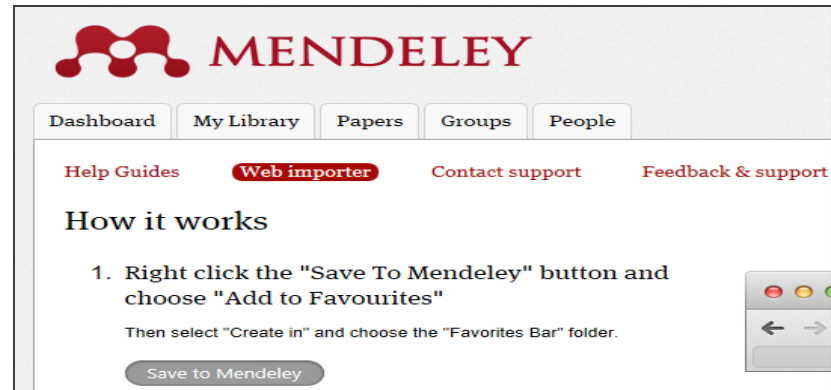 MENDELEY
Dashboard My Library Papers Groups People
Help Guides Web importer Contact support Feedback & support
How it works
1. Right click the "Save To Mendeley" button and
choose "Add to Favourites"
Then select "Create in" and choose the "Favorites Bar" folder.
Save to Mendeley